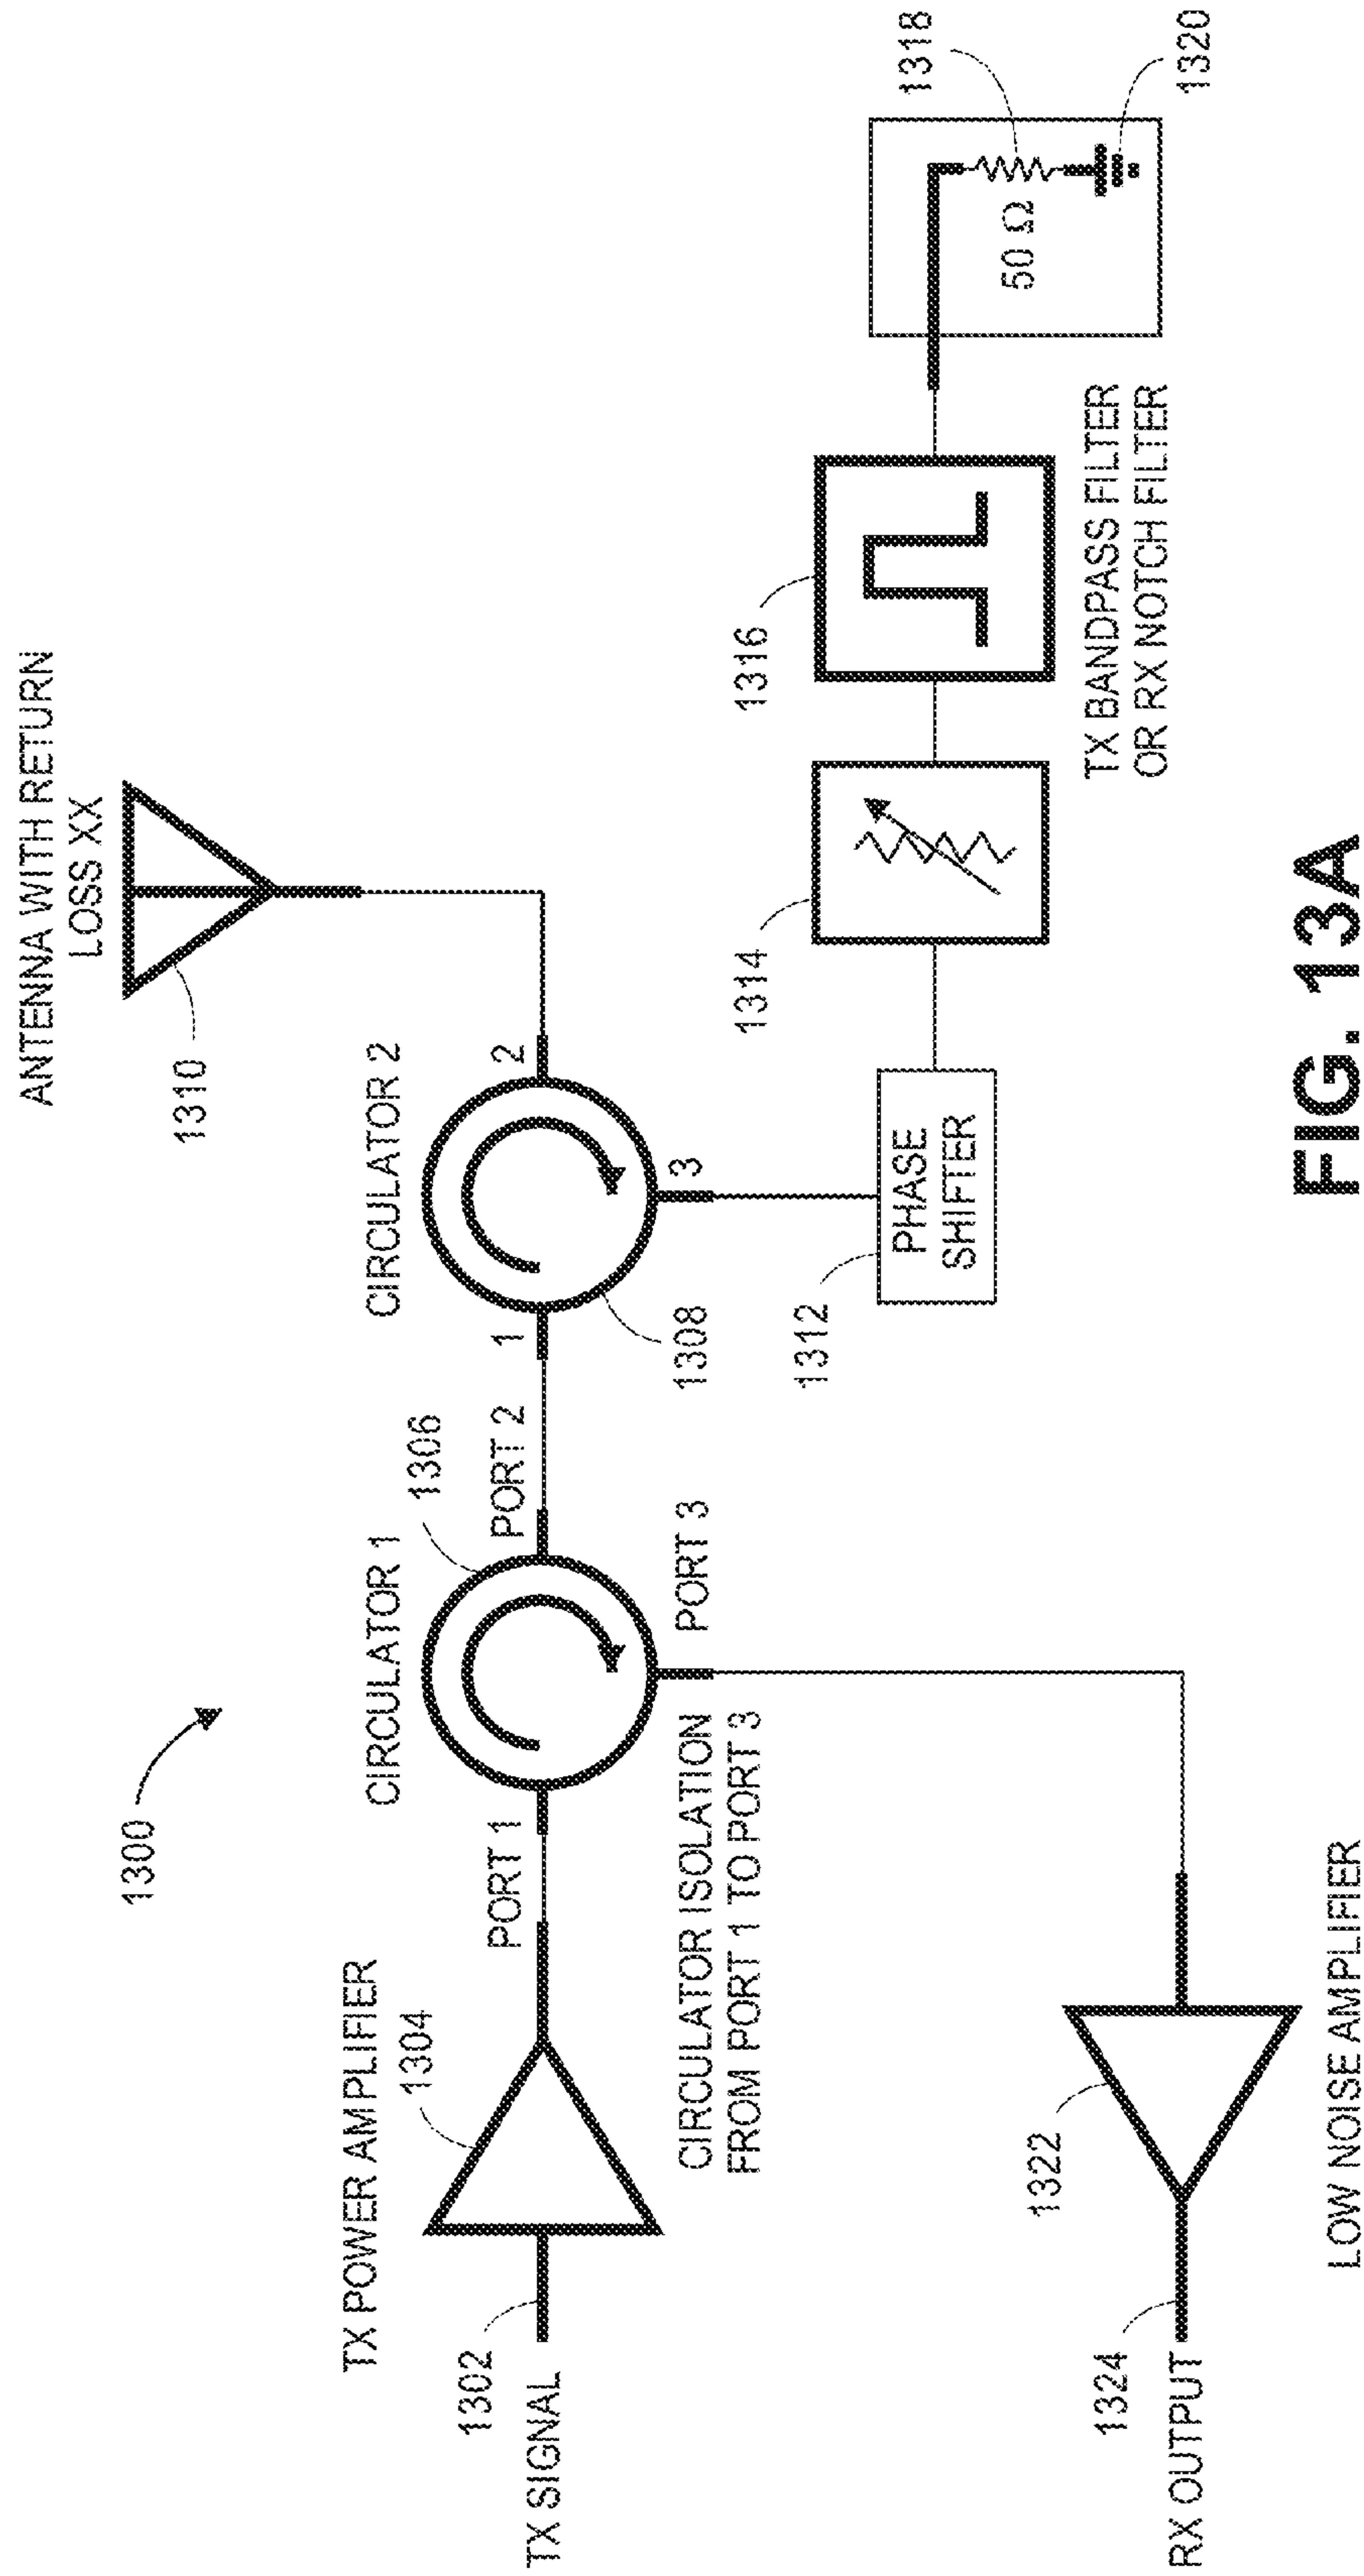 1300
ANTENNA WITH RETURN
LOSS XX
1310
TX POWER AMPLIFIER
1304
CIRCULATOR 1
1306
CIRCULATOR 2
1302
TX SIGNAL
PORT 1
PORT 2
1
2
3
1308
CIRCULATOR ISOLATION
FROM PORT 1 TO PORT 3
PORT 3
1312
PHASE
SHIFTER
1314
1316
TX BANDPASS FILTER
OR RX NOTCH FILTER
1318
50 Ω
1320
1322
1324
RX OUTPUT
LOW NOISE AMPLIFIER
FIG. 13A